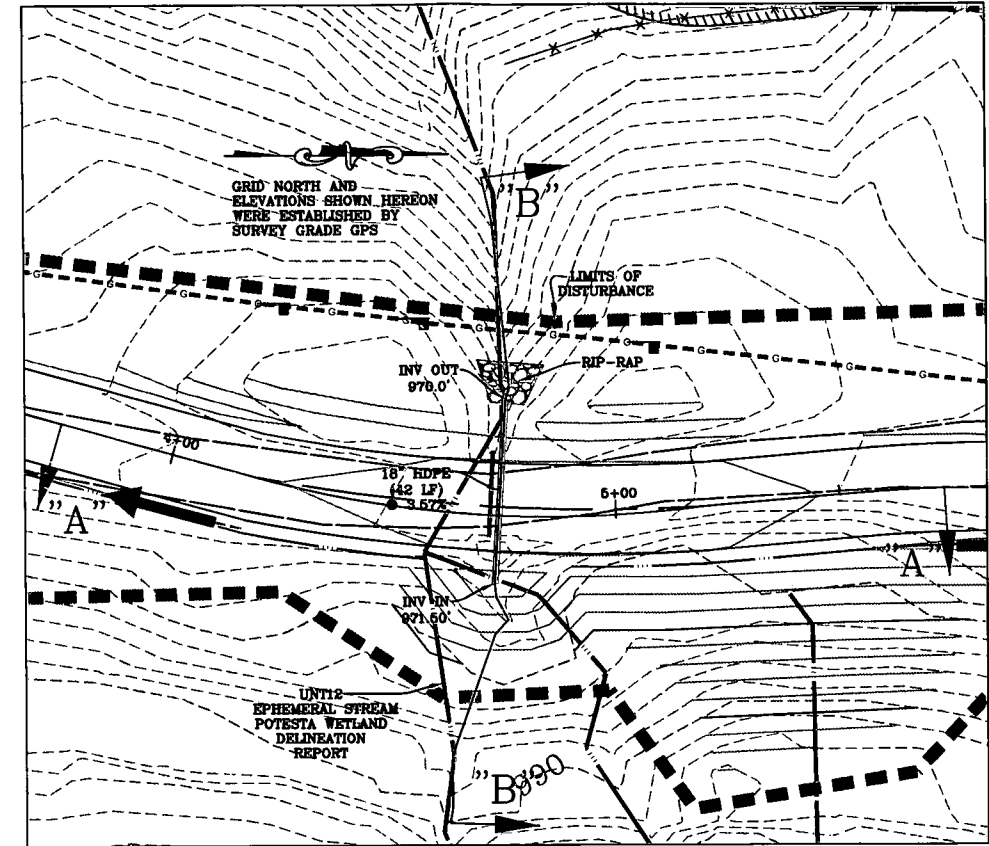 "B"
GRID NORTH AND
ELEVATIONS SHOWN HEREON
WERE ESTABLISHED BY
SURVEY GRADE GPS
LIMITS OF
DISTURBANCE
G G G G G G G G G G G G
INV OUT
970.0'
RIP-RAP
4+00
18" HDPE
(42 LF)
@ 3.57%
5+00
"A"
"A"
INV IN
971.50'
UNT12
EPHEMERAL STREAM
POTESTA WETLAND
DELINEATION
REPORT
"B"
990